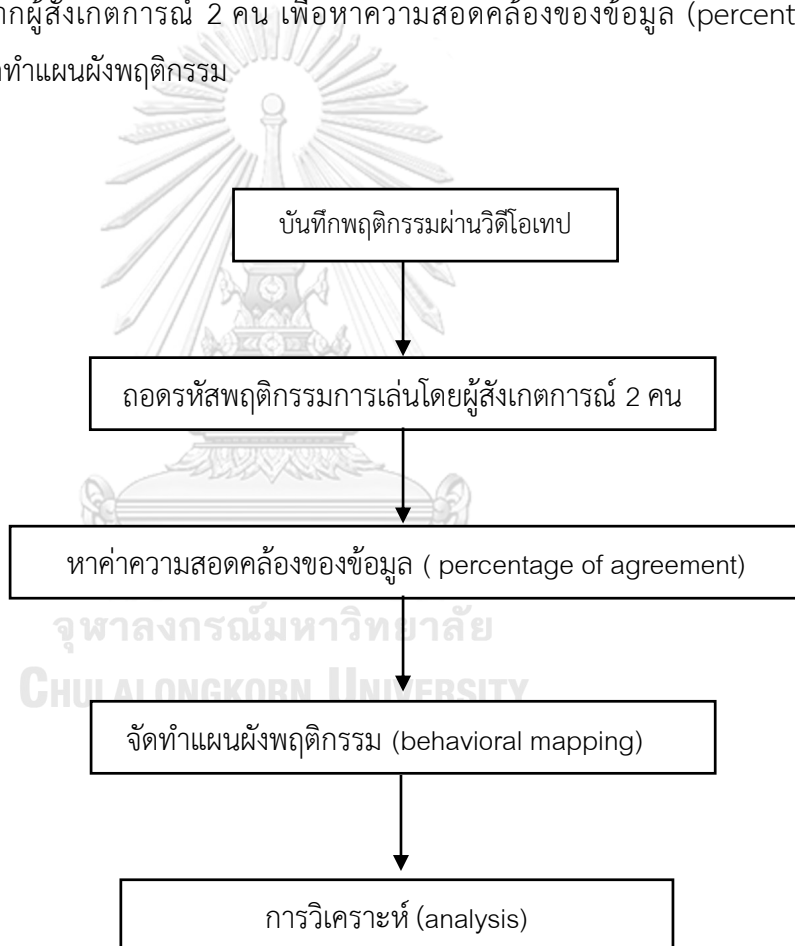 ากผู้สังเกตการณ์ 2 คน เพื่อหาความสอดคล้องของข้อมูล (percent
ทำแผนผังพฤติกรรม
บันทึกพฤติกรรมผ่านวิดีโอเทป
ถอดรหัสพฤติกรรมการเล่นโดยผู้สังเกตการณ์ 2 คน
หาค่าความสอดคล้องของข้อมูล ( percentage of agreement)
จุฬาลงกรณ์มหาวิทยาลัย
CHULALONGKORN UNIVERSITY
จัดทำแผนผังพฤติกรรม (behavioral mapping)
การวิเคราะห์ (analysis)